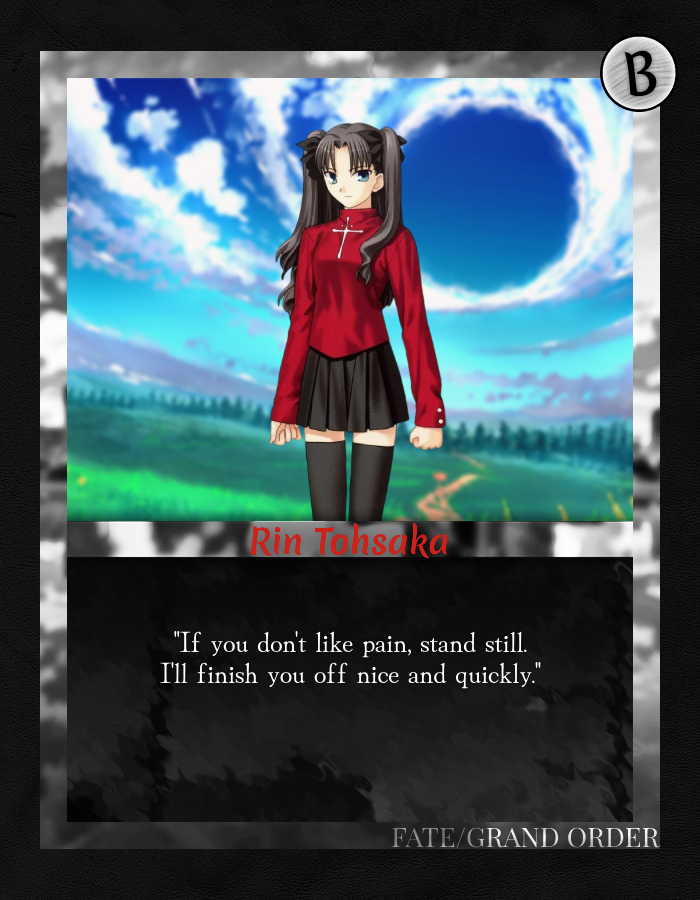 B
Rin Tohsaka
"If you don't like pain, stand still.
I'll finish you off nice and quickly."
FATE/GRAND ORDER